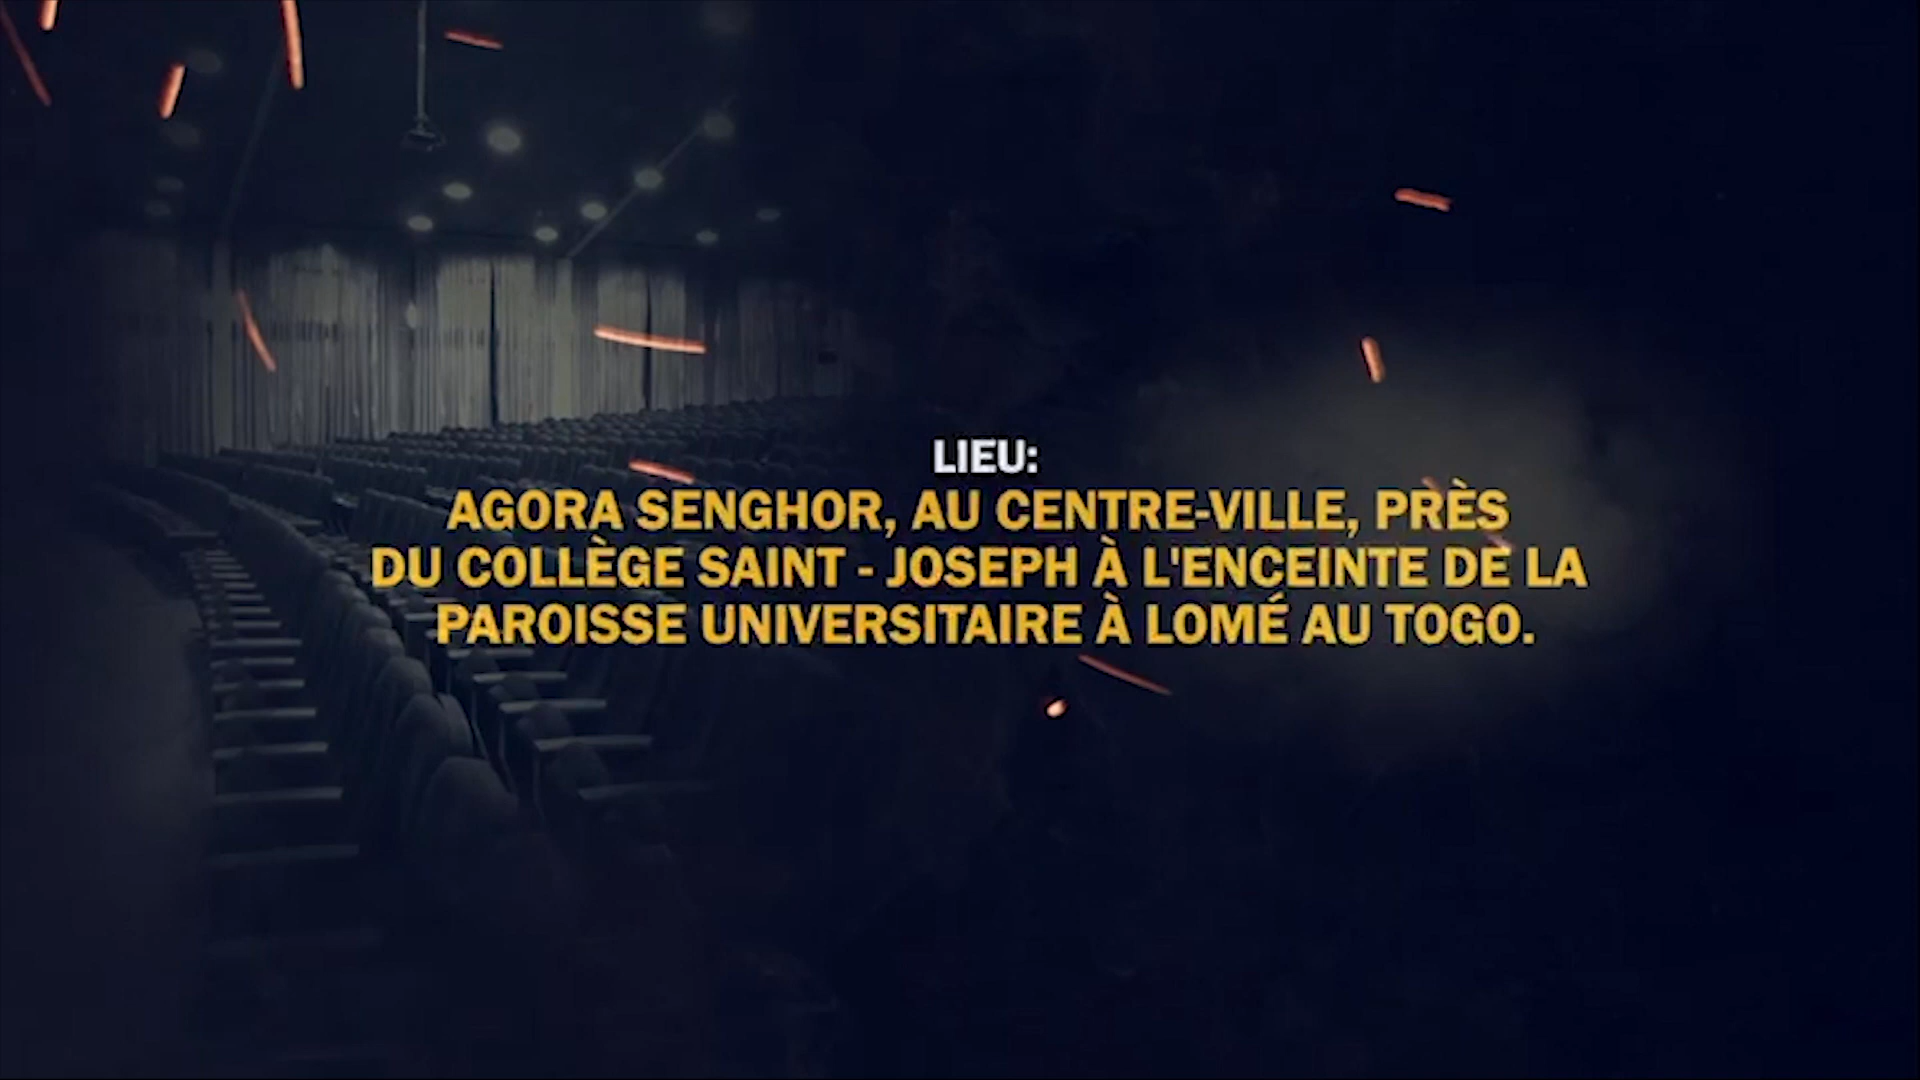 LIEU:
AGORA SENGHOR, AU CENTRE-VILLE, PRÈS
DU COLLÈGE SAINT - JOSEPH À L'ENCEINTE DE LA
PAROISSE UNIVERSITAIRE À LOMÉ AU TOGO.